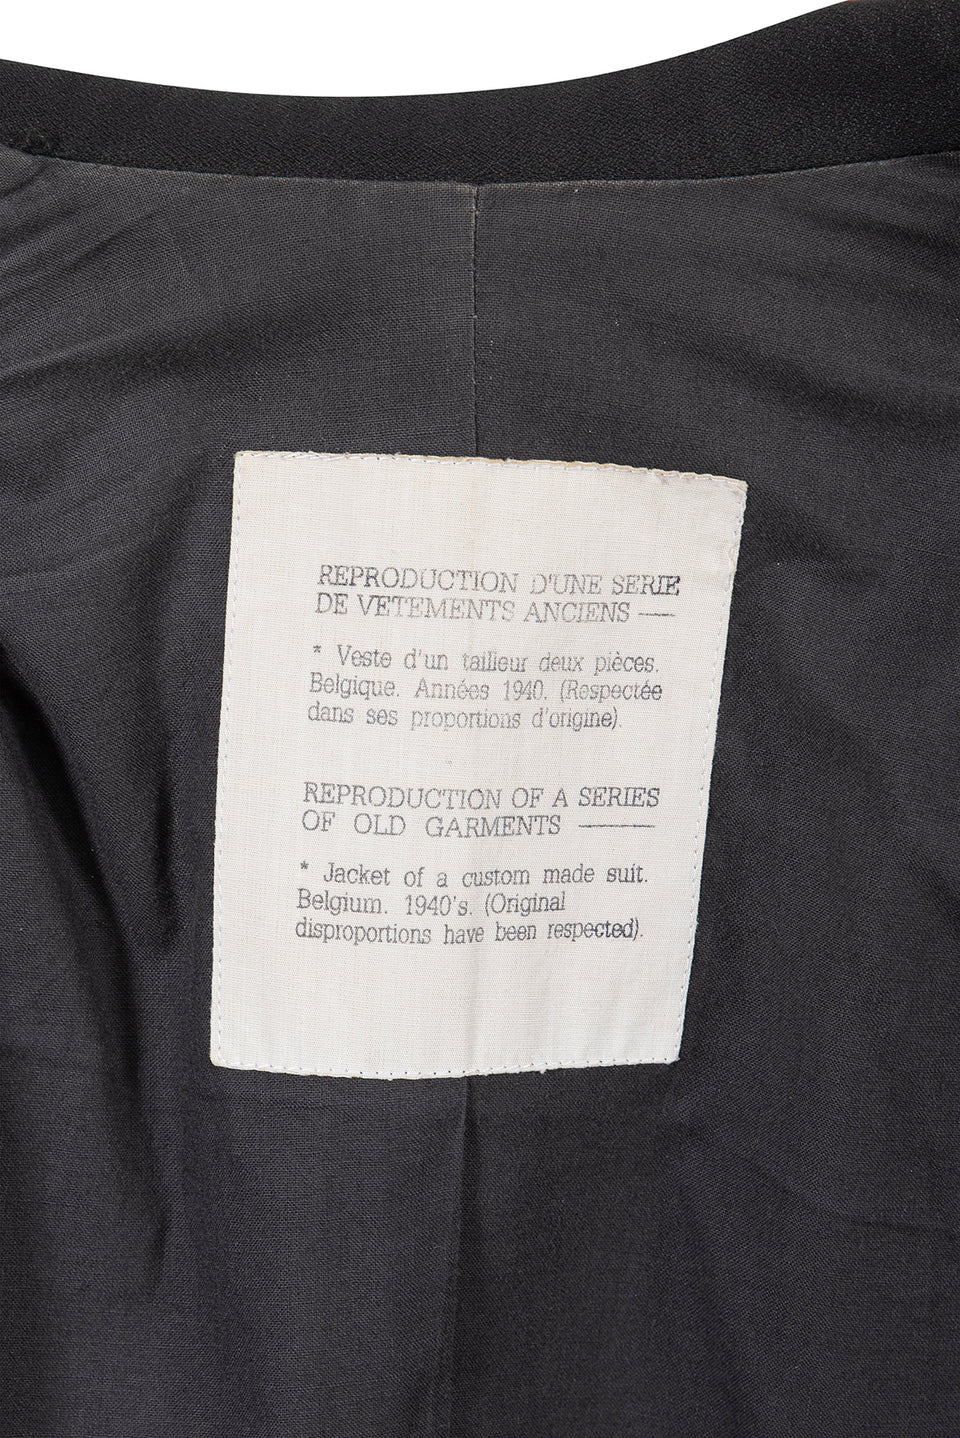 REPRODUCTION D'UNE SERIE
DE VETEMENTS ANCIENS —
* Veste d'un tailleur deux pièces.
Belgique. Années 1940. (Respectée
dans ses proportions d'origine).
REPRODUCTION OF A SERIES
OF OLD GARMENTS —
* Jacket of a custom made suit.
Belgium. 1940's. (Original
disproportions have been respected).